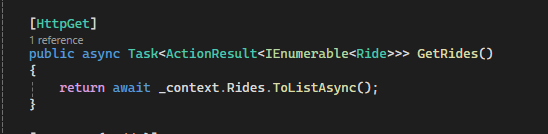 [HttpGet]
1 reference
public async Task<ActionResult<IEnumerable<Ride>>> GetRides()
{
return await _context.Rides.ToListAsync();
}